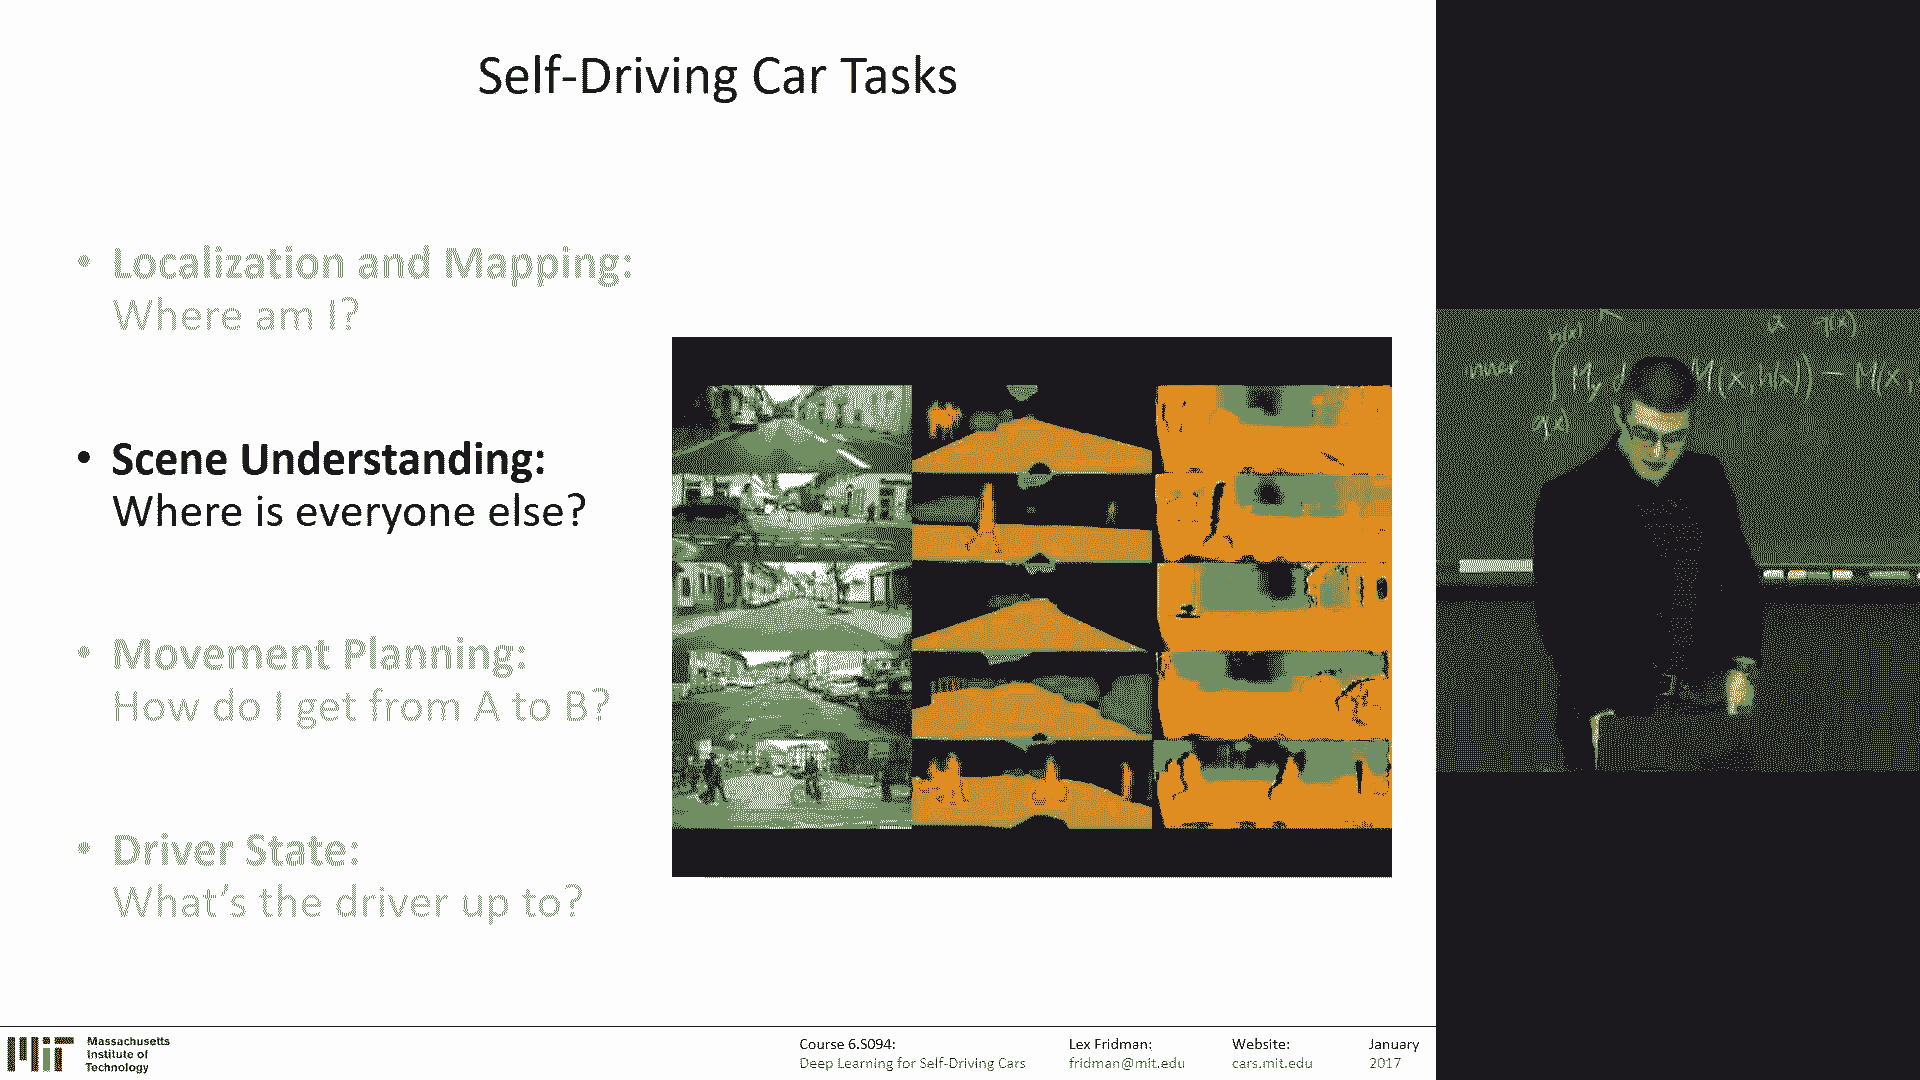 Self-Driving Car Tasks
• Localization and Mapping:
Where am I?
• Scene Understanding:
Where is everyone else?
• Movement Planning:
How do I get from A to B?
• Driver State:
What's the driver up to?
inner ∫ M(x, h(x)) – M(x,
h(x)
g(x)
g(x)
MIT
Massachusetts
Institute of
Technology
Course 6.S094:
Deep Learning for Self-Driving Cars
Lex Fridman:
fridman@mit.edu
Website:
cars.mit.edu
January
2017